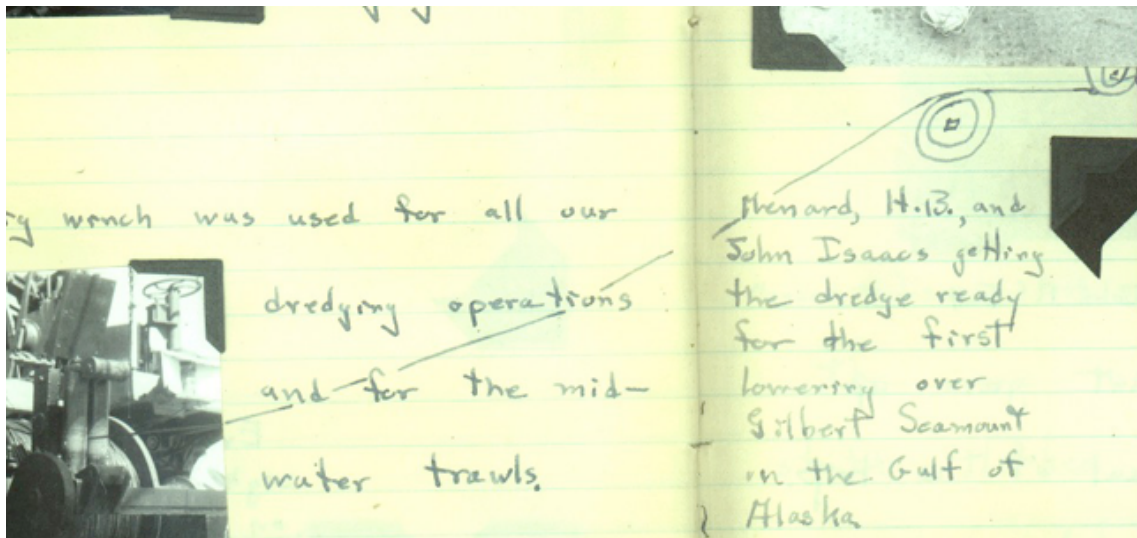 wench was used for all our
dredging operations
and for the mid-
water trawls.
Menard, H.B., and
John Isaacs getting
the dredge ready
for the first
lowering over
Gilbert Seamount
in the Gulf of
Alaska